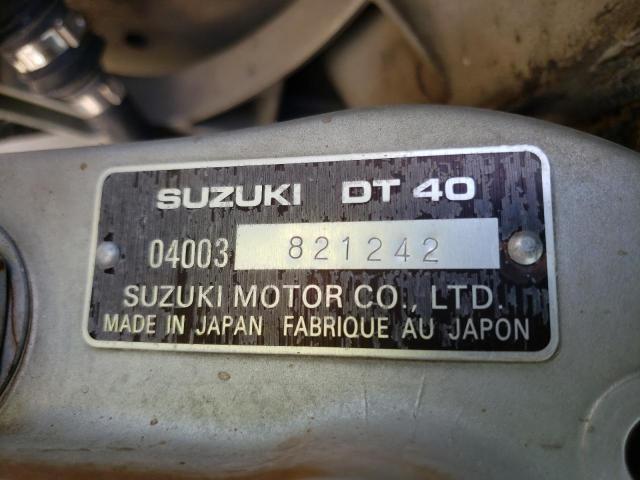 SUZUKI DT 40
04003 821242
SUZUKI MOTOR CO., LTD.
MADE IN JAPAN FABRIQUE AU JAPON